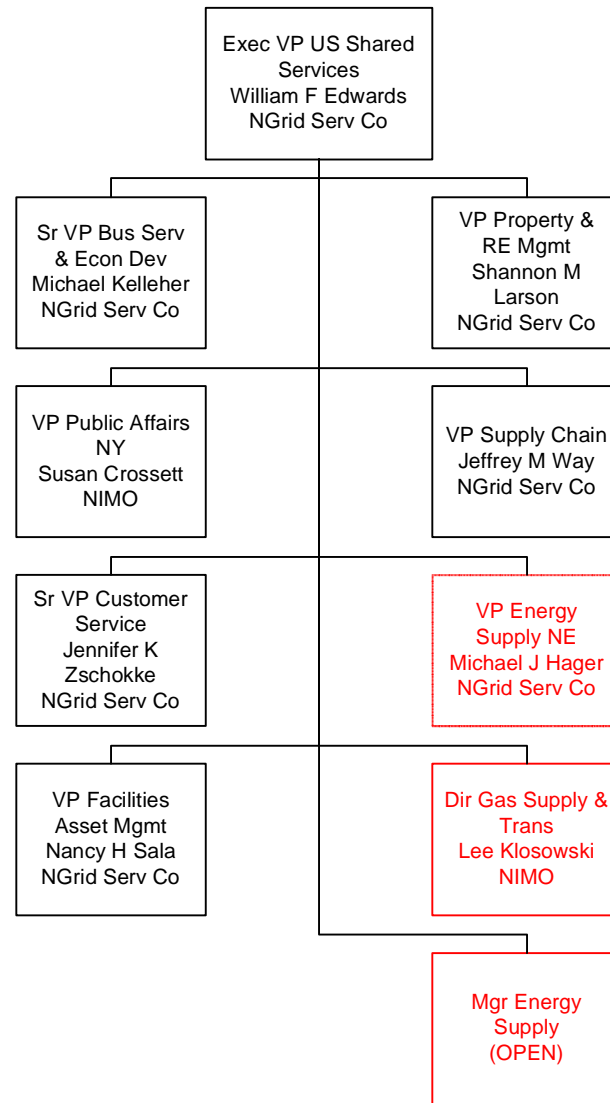 Exec VP US Shared
Services
William F Edwards
NGrid Serv Co
Sr VP Bus Serv
& Econ Dev
Michael Kelleher
NGrid Serv Co
VP Property &
RE Mgmt
Shannon M
Larson
NGrid Serv Co
VP Public Affairs
NY
Susan Crossett
NIMO
VP Supply Chain
Jeffrey M Way
NGrid Serv Co
Sr VP Customer
Service
Jennifer K
Zschokke
NGrid Serv Co
VP Energy
Supply NE
Michael J Hager
NGrid Serv Co
VP Facilities
Asset Mgmt
Nancy H Sala
NGrid Serv Co
Dir Gas Supply &
Trans
Lee Klosowski
NIMO
Mgr Energy
Supply
(OPEN)